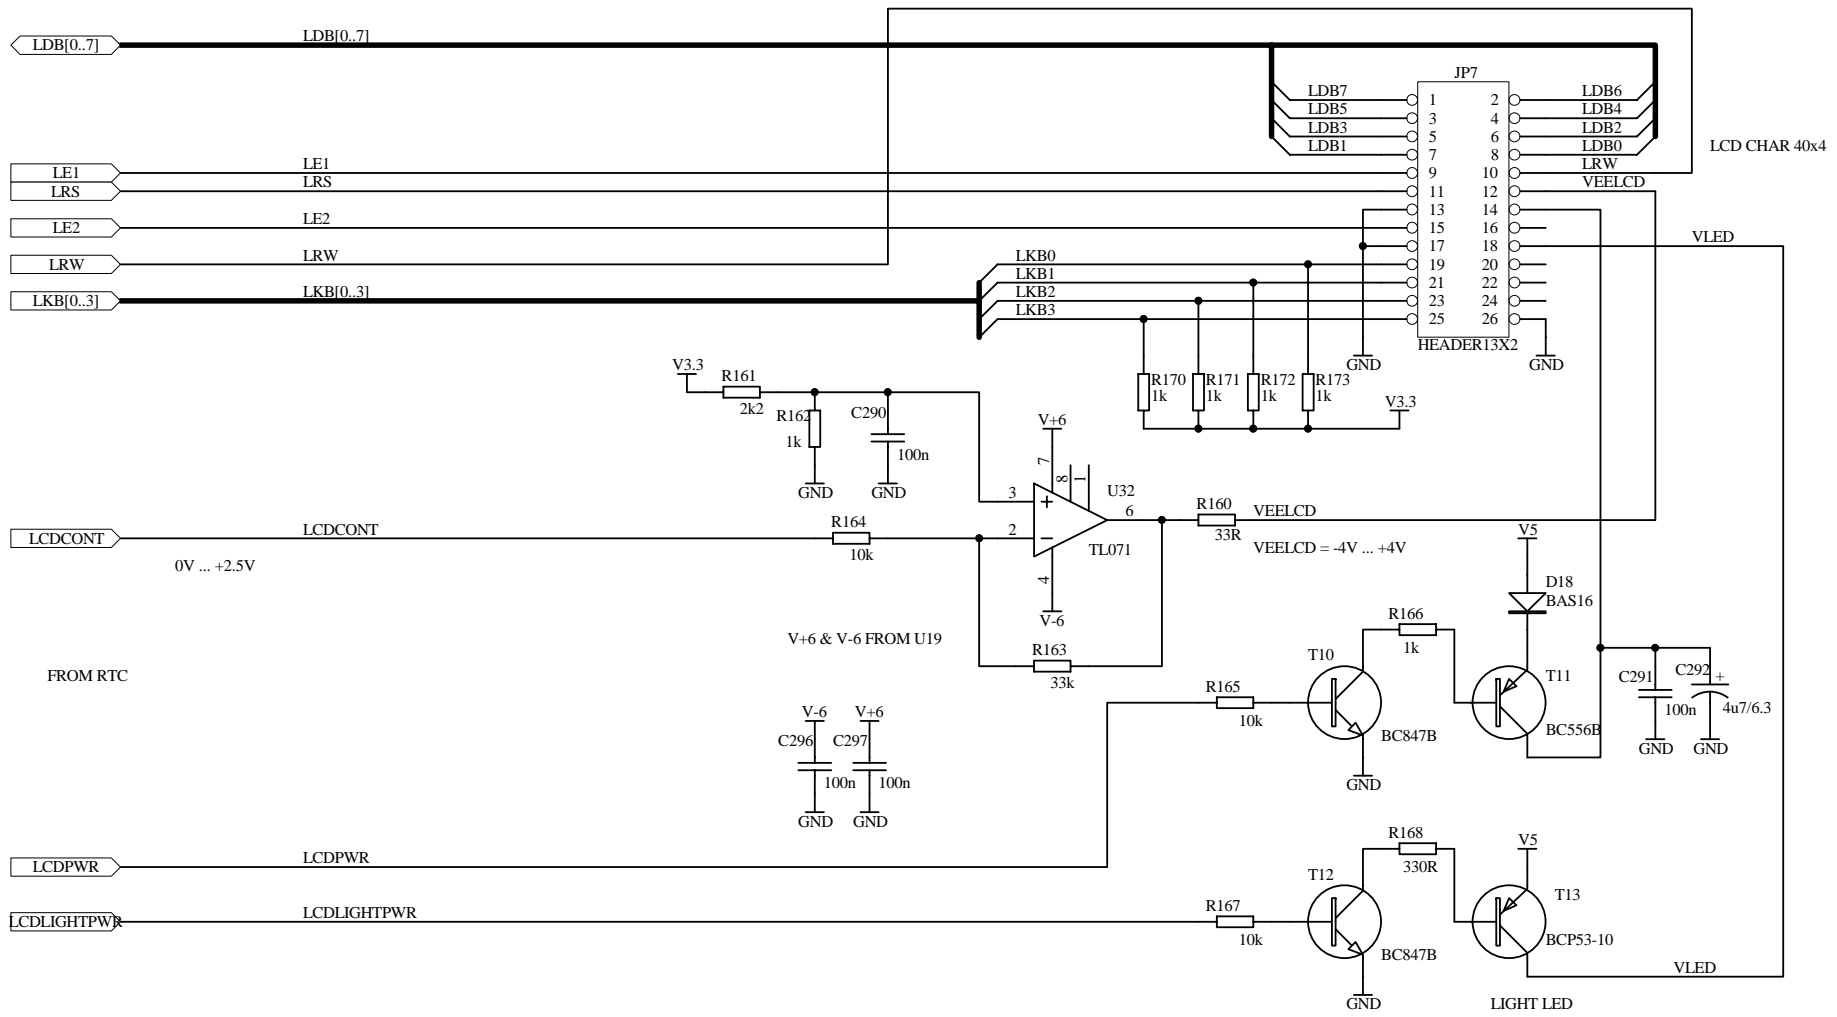 LDB[0..7] LDB[0..7]
JP7
LDB7 1 2 LDB6
LDB5 3 4 LDB4
LDB3 5 6 LDB2
LDB1 7 8 LDB0
LCD CHAR 40x4
LE1 LE1 9 10 LRW
LRS LRS 11 12 VEELCD
13 14
LE2 LE2 15 16
17 18 VLED
LRW LRW LKB0 19 20
LKB1 21 22
LKB[0..3] LKB[0..3] LKB2 23 24
LKB3 25 26
HEADER13X2
GND GND
V3.3 R161 2k2
R162 1k
C290 100n
GND GND
R170 1k
R171 1k
R172 1k
R173 1k
V3.3
V+6
7 8 1
3 + U32 6
2 − TL071
4
V-6
R160 33R VEELCD
VEELCD = -4V ... +4V
LCDCONT LCDCONT R164 10k
0V ... +2.5V
V5
D18
BAS16
V+6 & V-6 FROM U19
R163 33k
FROM RTC
T10 R166 1k T11
C291 100n
C292 + 4u7/6.3
R165 10k
BC847B BC556B
GND GND GND
V-6 V+6
C296 100n
C297 100n
GND GND
LCDPWR LCDPWR
R168 330R V5
T12 T13
LCDLIGHTPWR LCDLIGHTPWR R167 10k
BC847B BCP53-10
VLED
GND
LIGHT LED